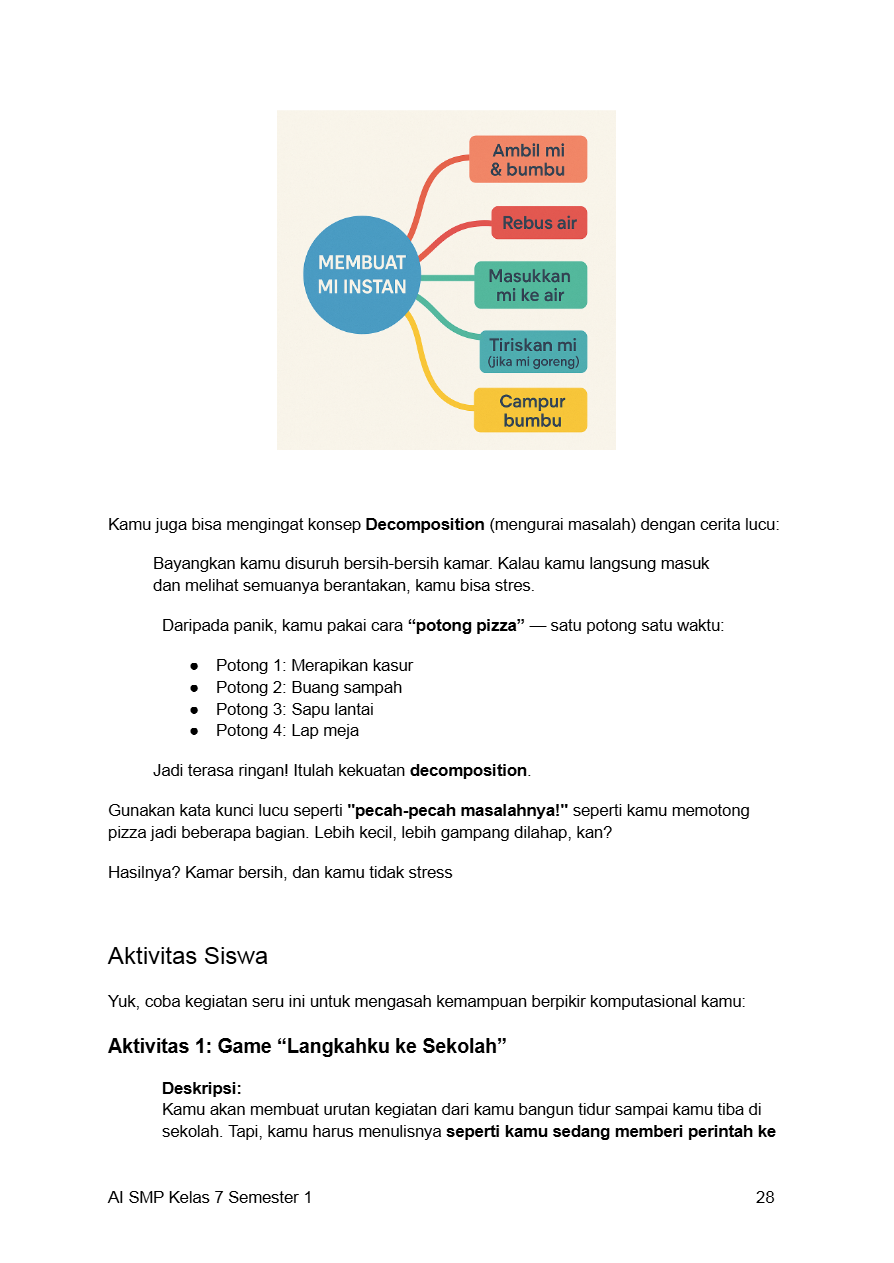 MEMBUAT
MI INSTAN
Ambil mi
& bumbu
Rebus air
Masukkan
mi ke air
Tiriskan mi
(jika mi goreng)
Campur
bumbu
Kamu juga bisa mengingat konsep Decomposition (mengurai masalah) dengan cerita lucu:
Bayangkan kamu disuruh bersih-bersih kamar. Kalau kamu langsung masuk
dan melihat semuanya berantakan, kamu bisa stres.
Daripada panik, kamu pakai cara “potong pizza” — satu potong satu waktu:
● Potong 1: Merapikan kasur
● Potong 2: Buang sampah
● Potong 3: Sapu lantai
● Potong 4: Lap meja
Jadi terasa ringan! Itulah kekuatan decomposition.
Gunakan kata kunci lucu seperti "pecah-pecah masalahnya!" seperti kamu memotong
pizza jadi beberapa bagian. Lebih kecil, lebih gampang dilahap, kan?
Hasilnya? Kamar bersih, dan kamu tidak stress
Aktivitas Siswa
Yuk, coba kegiatan seru ini untuk mengasah kemampuan berpikir komputasional kamu:
Aktivitas 1: Game “Langkahku ke Sekolah”
Deskripsi:
Kamu akan membuat urutan kegiatan dari kamu bangun tidur sampai kamu tiba di
sekolah. Tapi, kamu harus menulisnya seperti kamu sedang memberi perintah ke
AI SMP Kelas 7 Semester 1 28